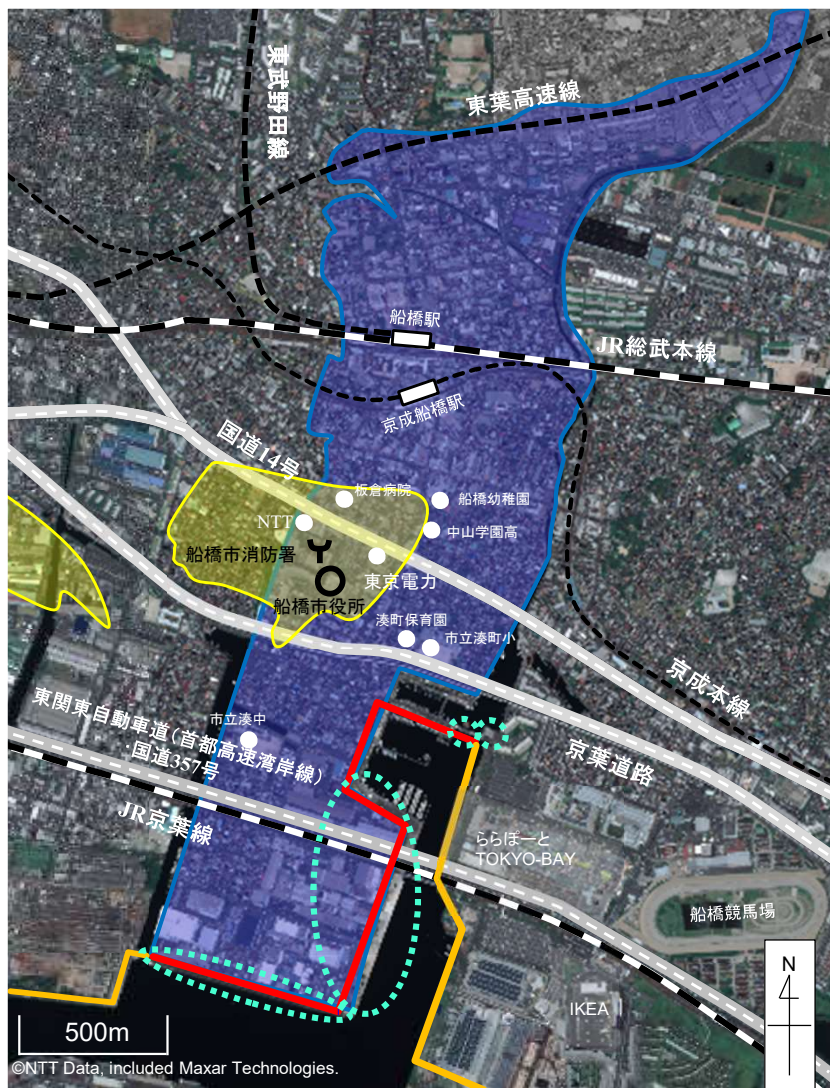 東武野田線
東葉高速線
船橋駅
JR総武本線
京成船橋駅
国道14号
板倉病院
船橋幼稚園
NTT
中山学園高
船橋市消防署
東京電力
船橋市役所
湊町保育園
市立湊町小
京成本線
市立湊中
東関東自動車道(首都高速湾岸線)
国道357号
京葉道路
JR京葉線
ららぽーと
TOKYO-BAY
船橋競馬場
N
IKEA
500m
©NTT Data, included Maxar Technologies.